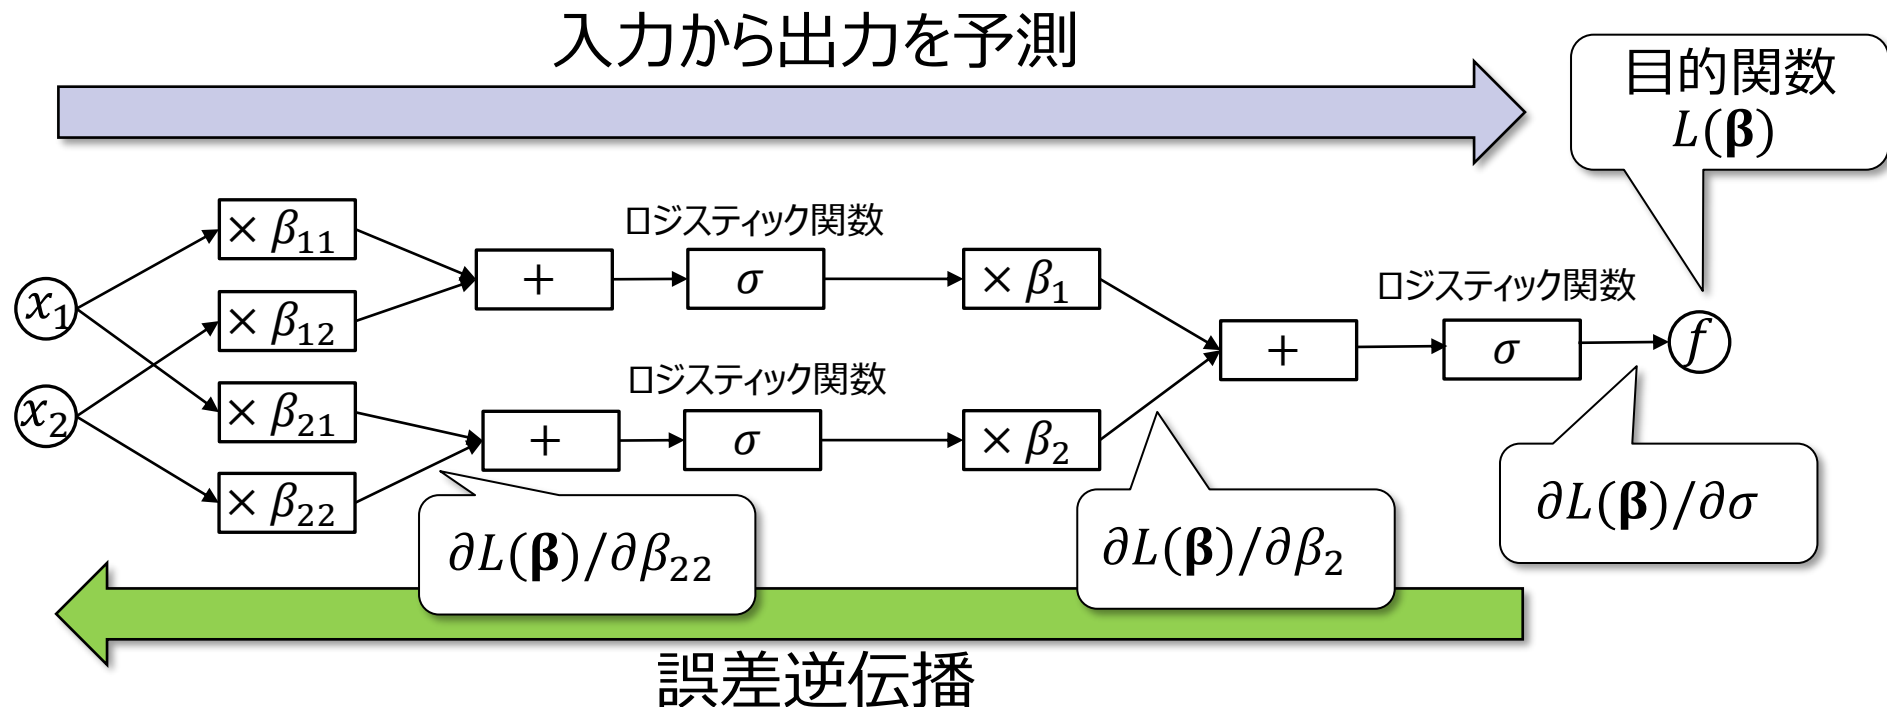 入力から出力を予測
目的関数
L(β)
x₁
x₂
× β₁₁
× β₁₂
× β₂₁
× β₂₂
+
ロジスティック関数
σ
× β₁
+
ロジスティック関数
σ
× β₂
+
ロジスティック関数
σ
f
∂L(β)/∂β₂₂
∂L(β)/∂β₂
∂L(β)/∂σ
誤差逆伝播